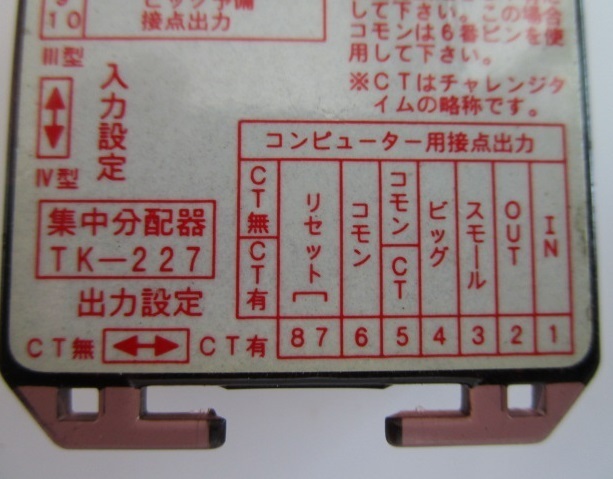 10 接点出力
して下さい。この場合
コモンは6番ピンを使
用して下さい。
※CTはチャレンジタ
イムの略称です。
III型
入力設定
IV型
集中分配器
TK-227
出力設定
CT無 CT有
コンピューター用接点出力
CT無 CT有
リセット
コモン
コモン CT
ビッグ
スモール
OUT
IN
8 7 6 5 4 3 2 1